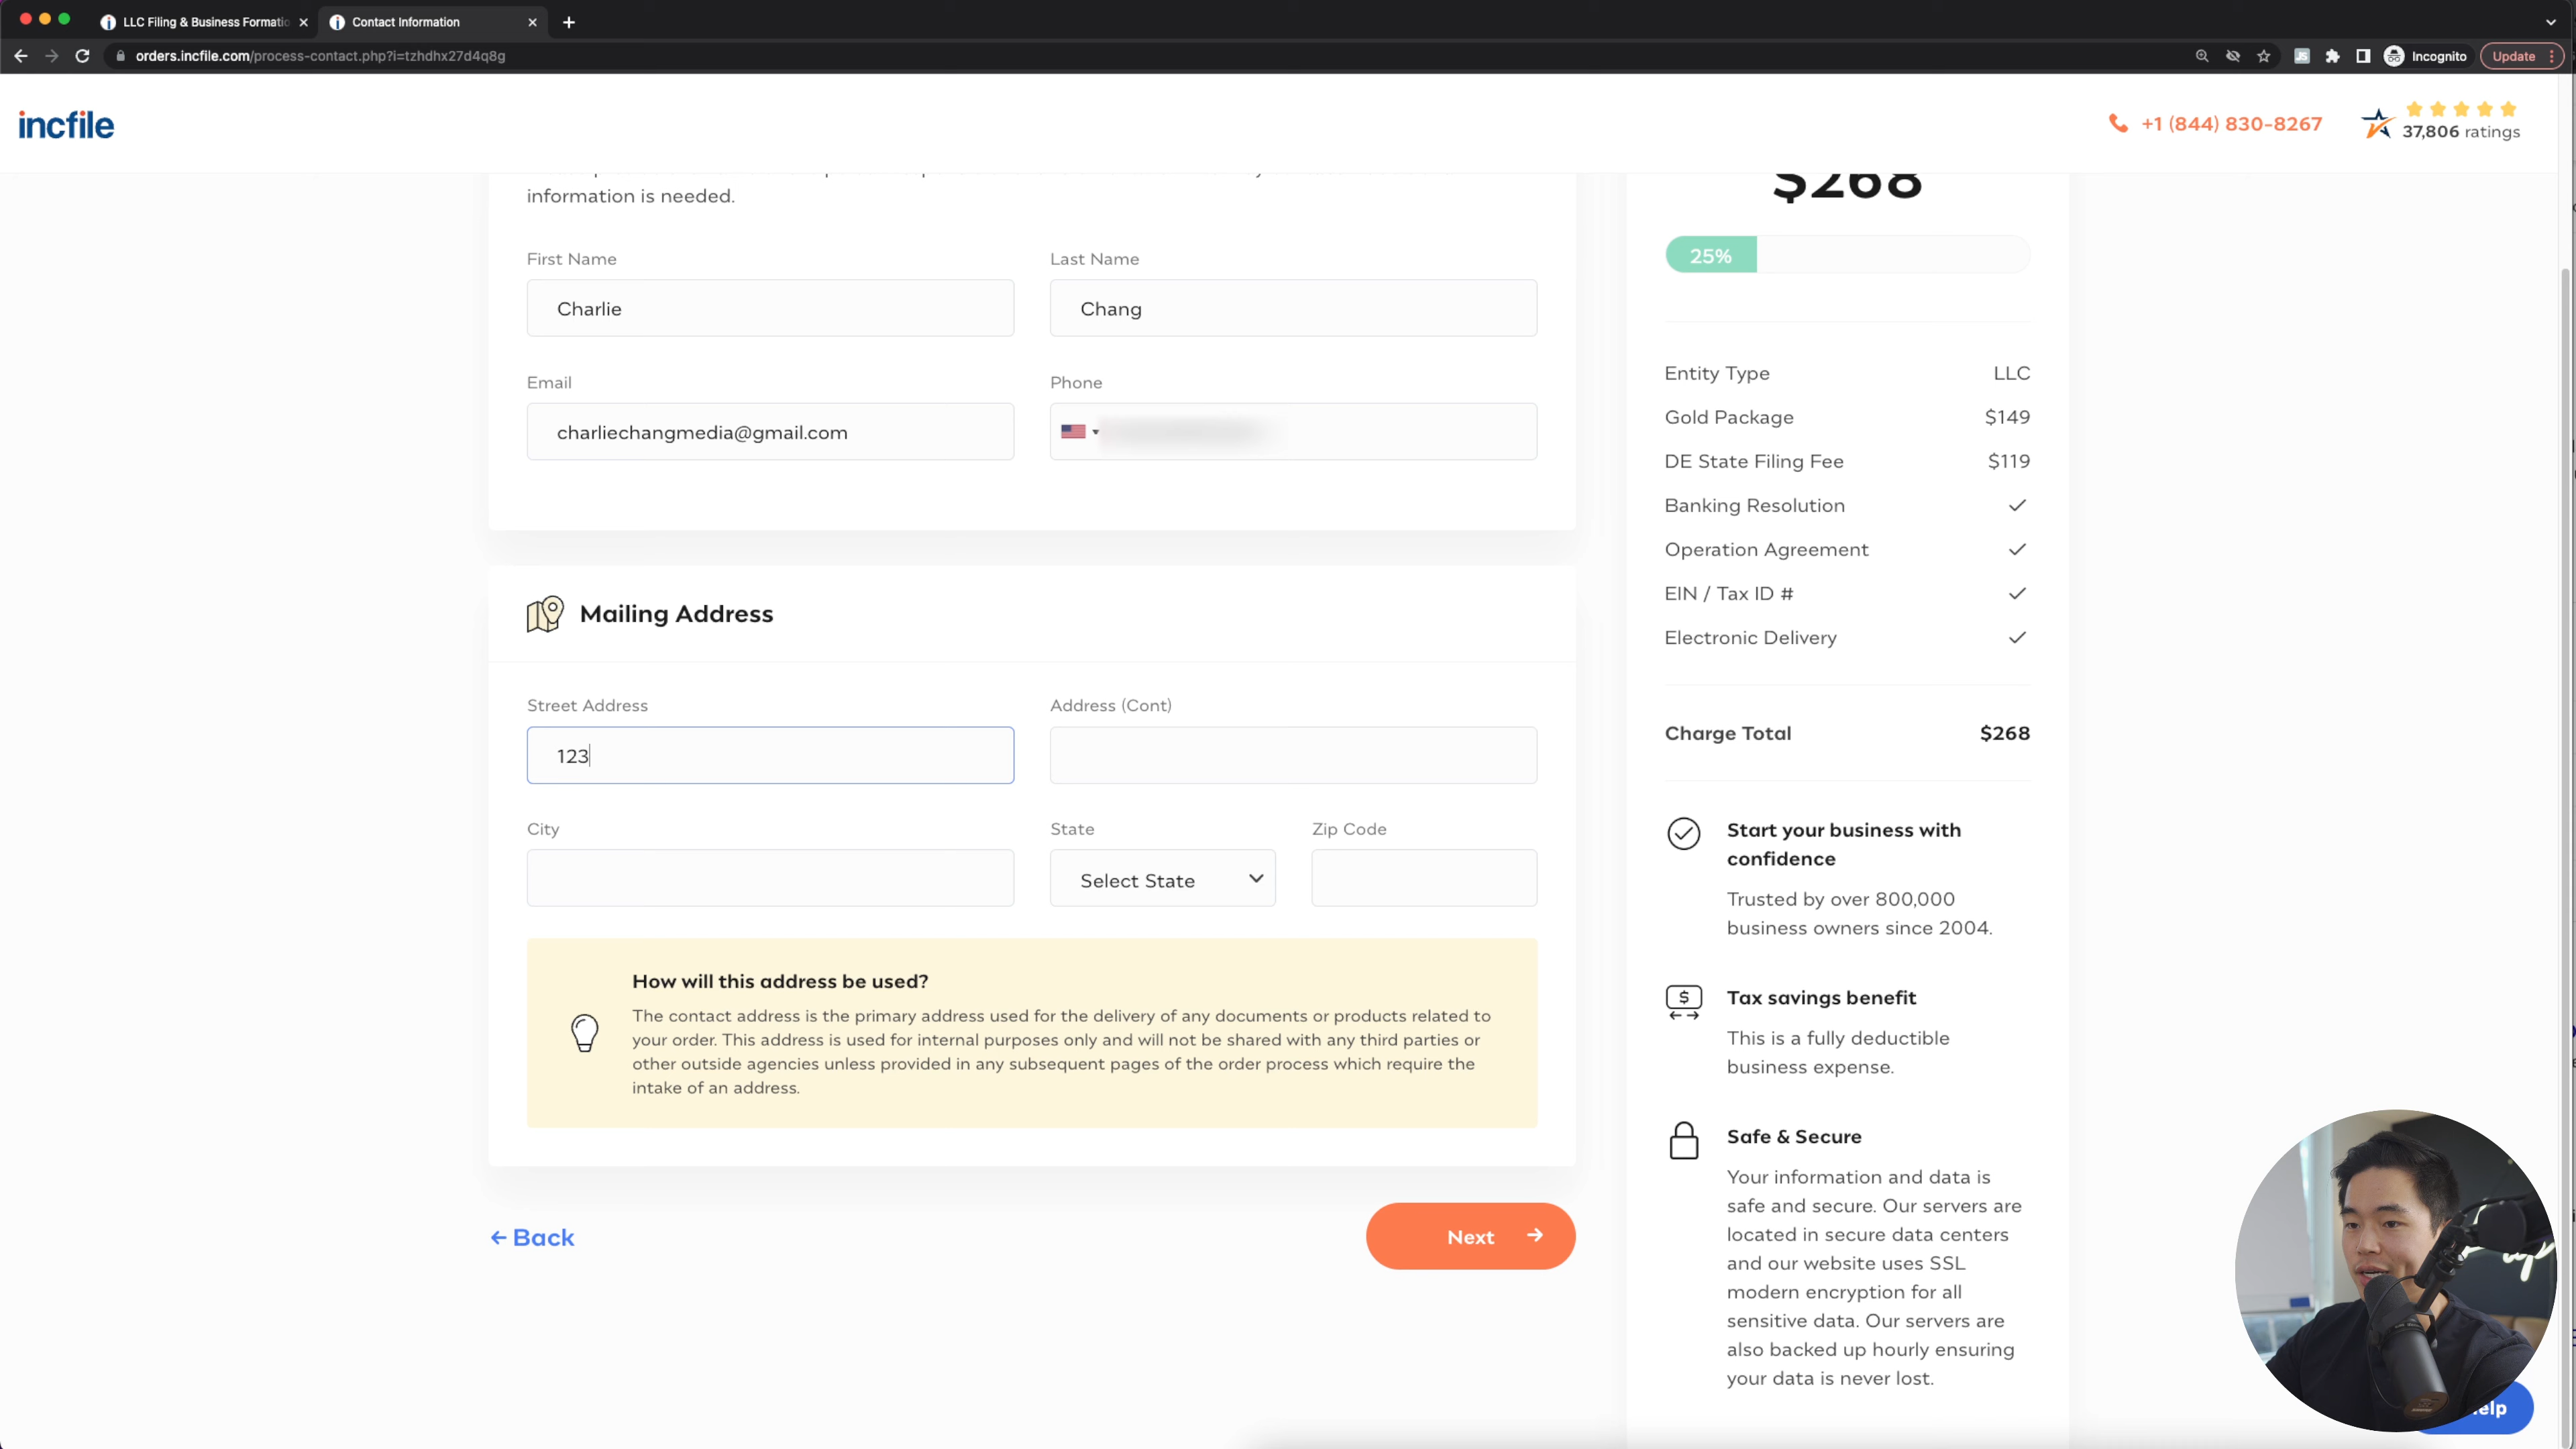 LLC Filing & Business Formatio
Contact Information
orders.incfile.com/process-contact.php?i=tzhdhx27d4q8g
Incognito
Update
incfile
+1 (844) 830-8267
37,806 ratings
information is needed.
First Name
Last Name
Charlie
Chang
Email
Phone
charliechangmedia@gmail.com
Mailing Address
Street Address
Address (Cont)
123
City
State
Zip Code
Select State
How will this address be used?
The contact address is the primary address used for the delivery of any documents or products related to
your order. This address is used for internal purposes only and will not be shared with any third parties or
other outside agencies unless provided in any subsequent pages of the order process which require the
intake of an address.
Back
Next
$268
25%
Entity Type LLC
Gold Package $149
DE State Filing Fee $119
Banking Resolution
Operation Agreement
EIN / Tax ID #
Electronic Delivery
Charge Total $268
Start your business with
confidence
Trusted by over 800,000
business owners since 2004.
Tax savings benefit
This is a fully deductible
business expense.
Safe & Secure
Your information and data is
safe and secure. Our servers are
located in secure data centers
and our website uses SSL
modern encryption for all
sensitive data. Our servers are
also backed up hourly ensuring
your data is never lost.